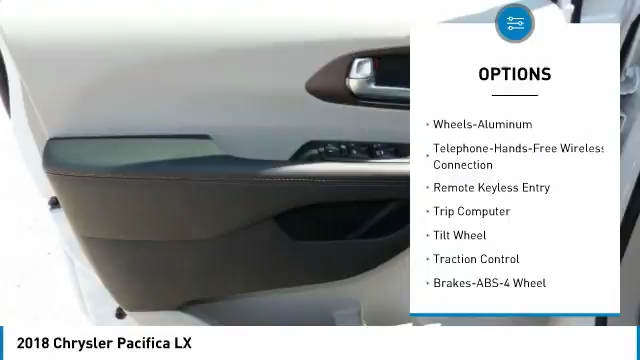 OPTIONS
Wheels-Aluminum
Telephone-Hands-Free Wireless
Connection
Remote Keyless Entry
Trip Computer
Tilt Wheel
Traction Control
Brakes-ABS-4 Wheel
2018 Chrysler Pacifica LX